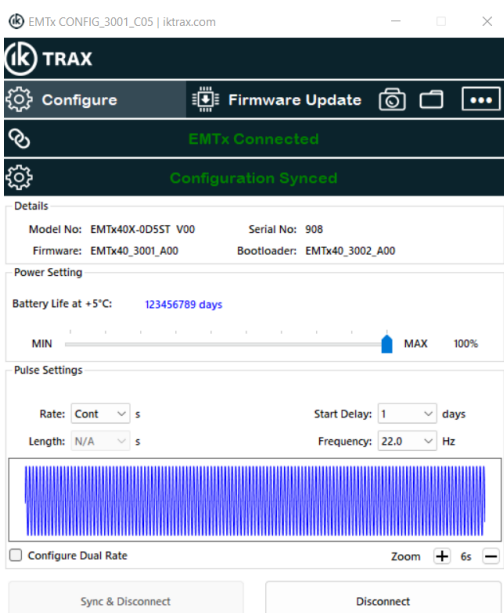 EMTx CONFIG_3001_C05 | iktrax.com
ik TRAX
Configure Firmware Update
EMTx Connected
Configuration Synced
Details
Model No: EMTx40X-0D5ST V00 Serial No: 908
Firmware: EMTx40_3001_A00 Bootloader: EMTx40_3002_A00
Power Setting
Battery Life at +5°C: 123456789 days
MIN MAX 100%
Pulse Settings
Rate: Cont s Start Delay: 1 days
Length: N/A s Frequency: 22.0 Hz
Configure Dual Rate Zoom + 6s −
Sync & Disconnect Disconnect